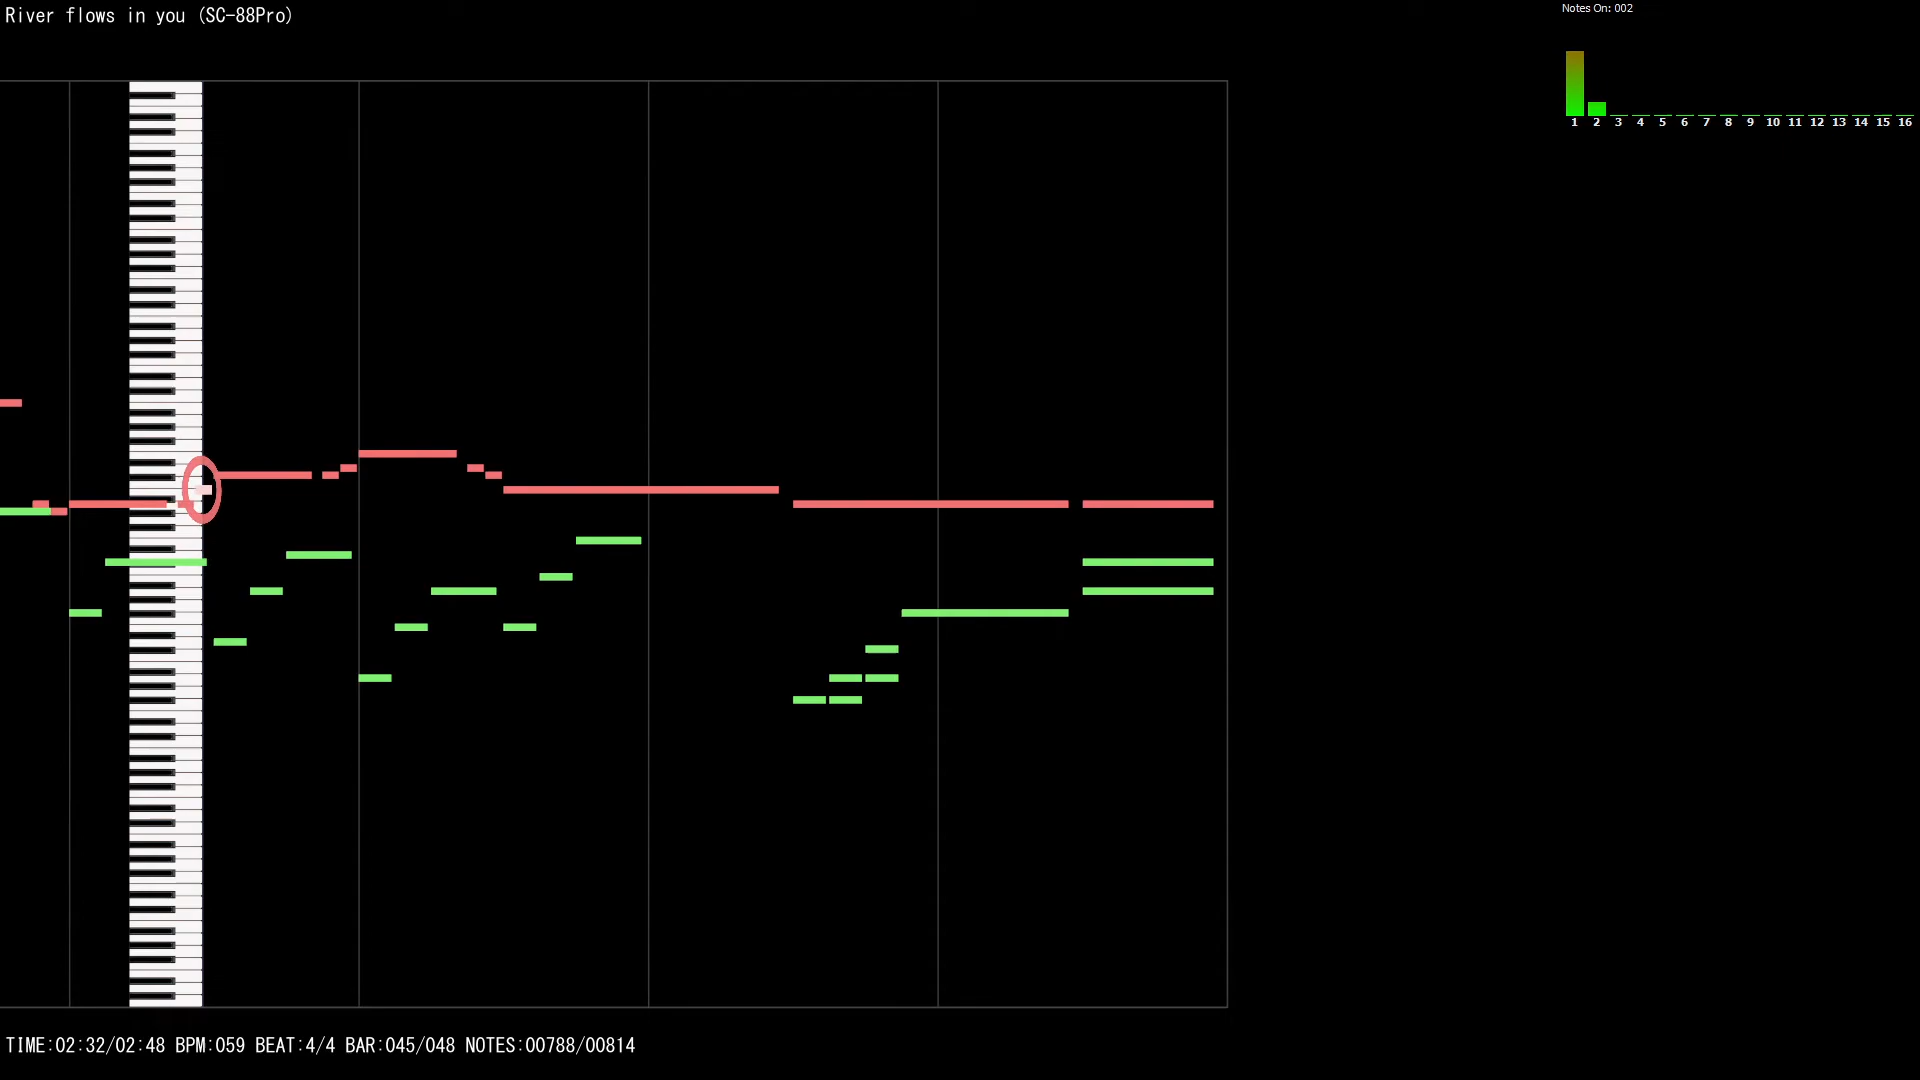 River flows in you (SC-88Pro)
Notes On: 002
1 2 3 4 5 6 7 8 9 10 11 12 13 14 15 16
TIME:02:32/02:48 BPM:059 BEAT:4/4 BAR:045/048 NOTES:00788/00814